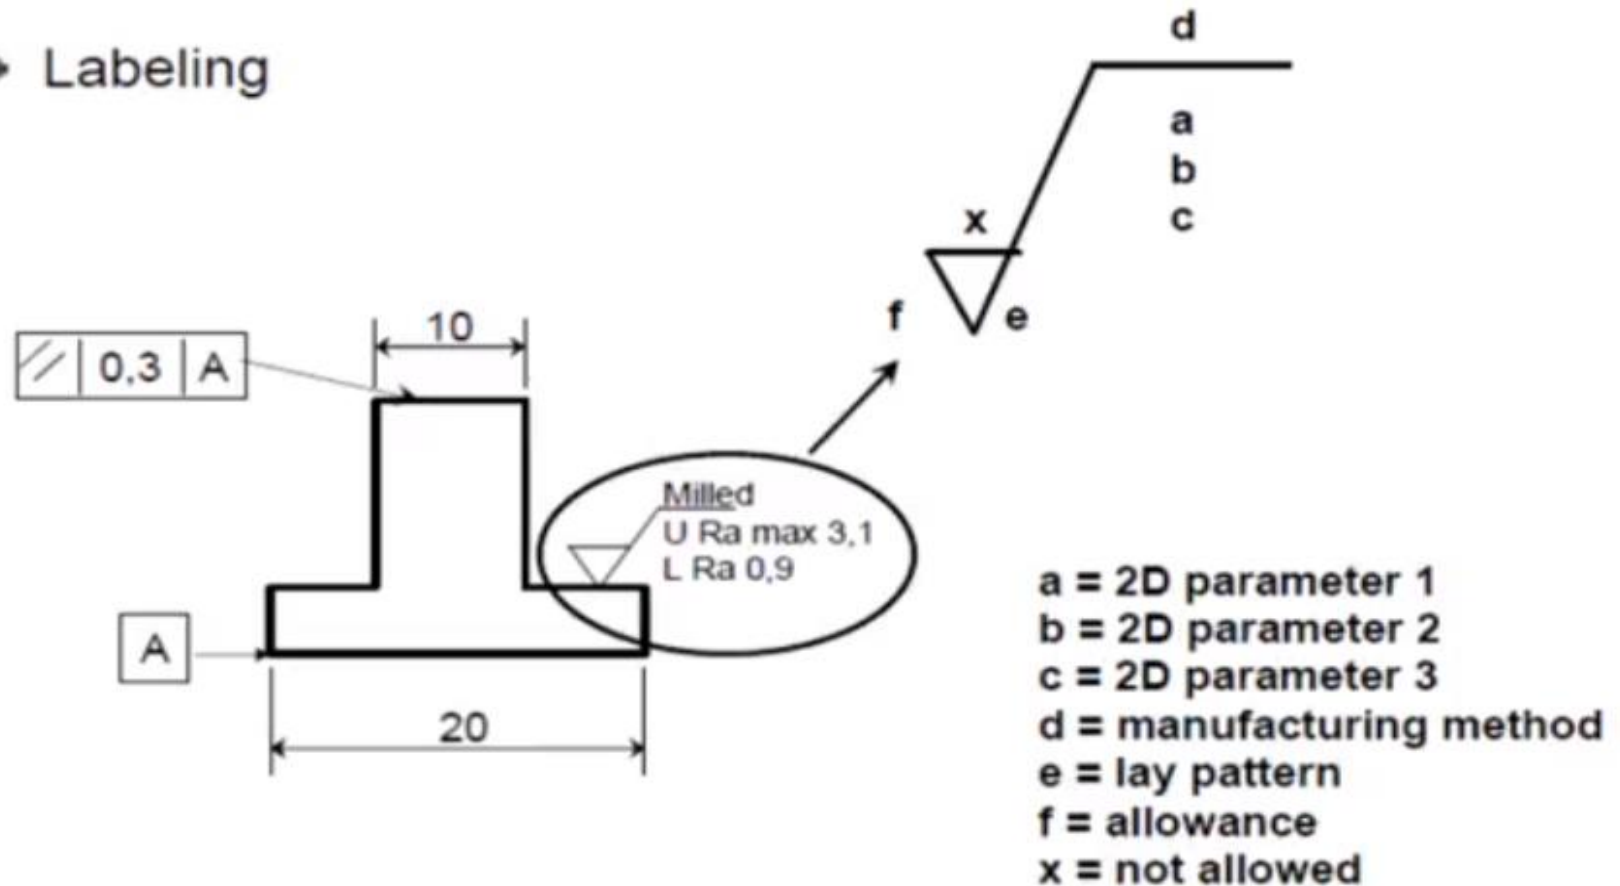 Labeling
d
a
b
c
x
f
e
10
// 0,3 A
Milled
U Ra max 3,1
L Ra 0,9
A
20
a = 2D parameter 1
b = 2D parameter 2
c = 2D parameter 3
d = manufacturing method
e = lay pattern
f = allowance
x = not allowed